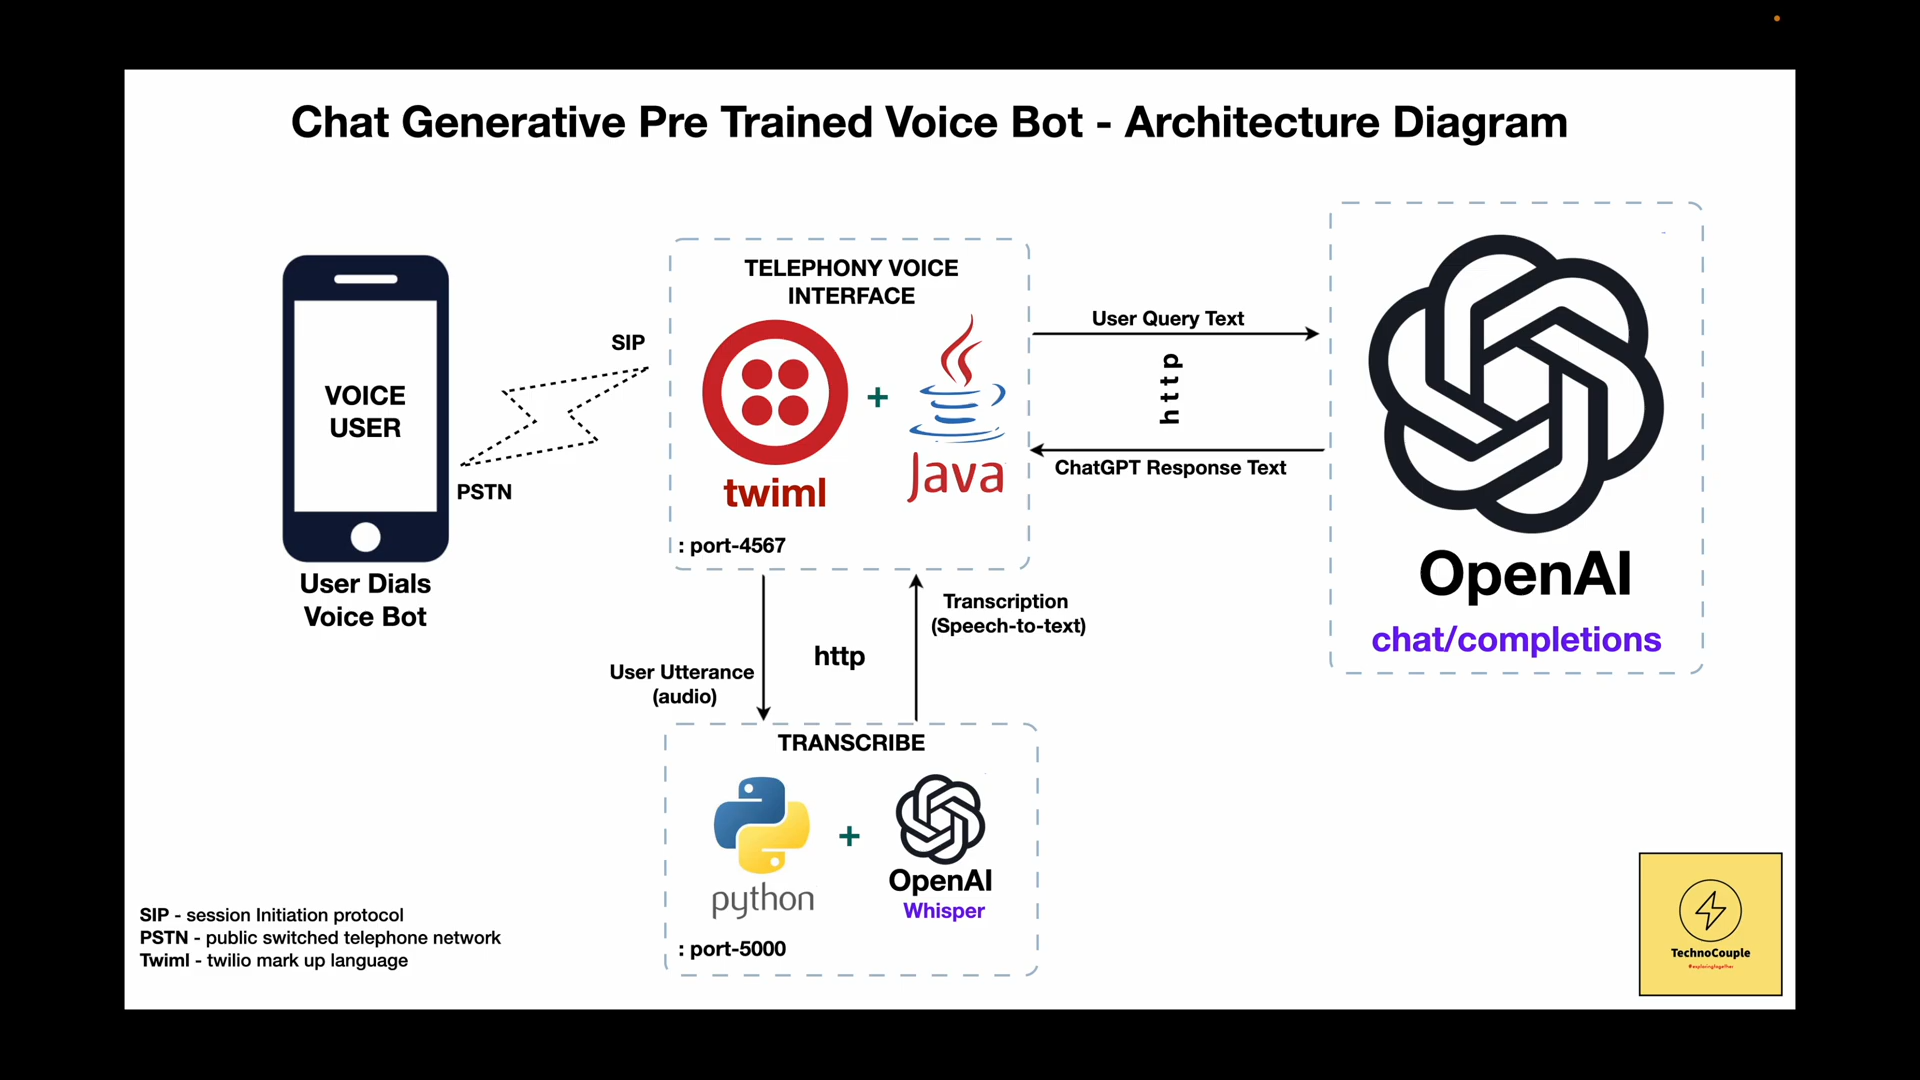 Chat Generative Pre Trained Voice Bot - Architecture Diagram
VOICE
USER
User Dials
Voice Bot
SIP
PSTN
TELEPHONY VOICE
INTERFACE
+
twiml
Java
: port-4567
User Query Text
http
ChatGPT Response Text
OpenAI
chat/completions
User Utterance
(audio)
http
Transcription
(Speech-to-text)
TRANSCRIBE
+
python
OpenAI
Whisper
: port-5000
SIP - session Initiation protocol
PSTN - public switched telephone network
Twiml - twilio mark up language
TechnoCouple
#exploringtogether